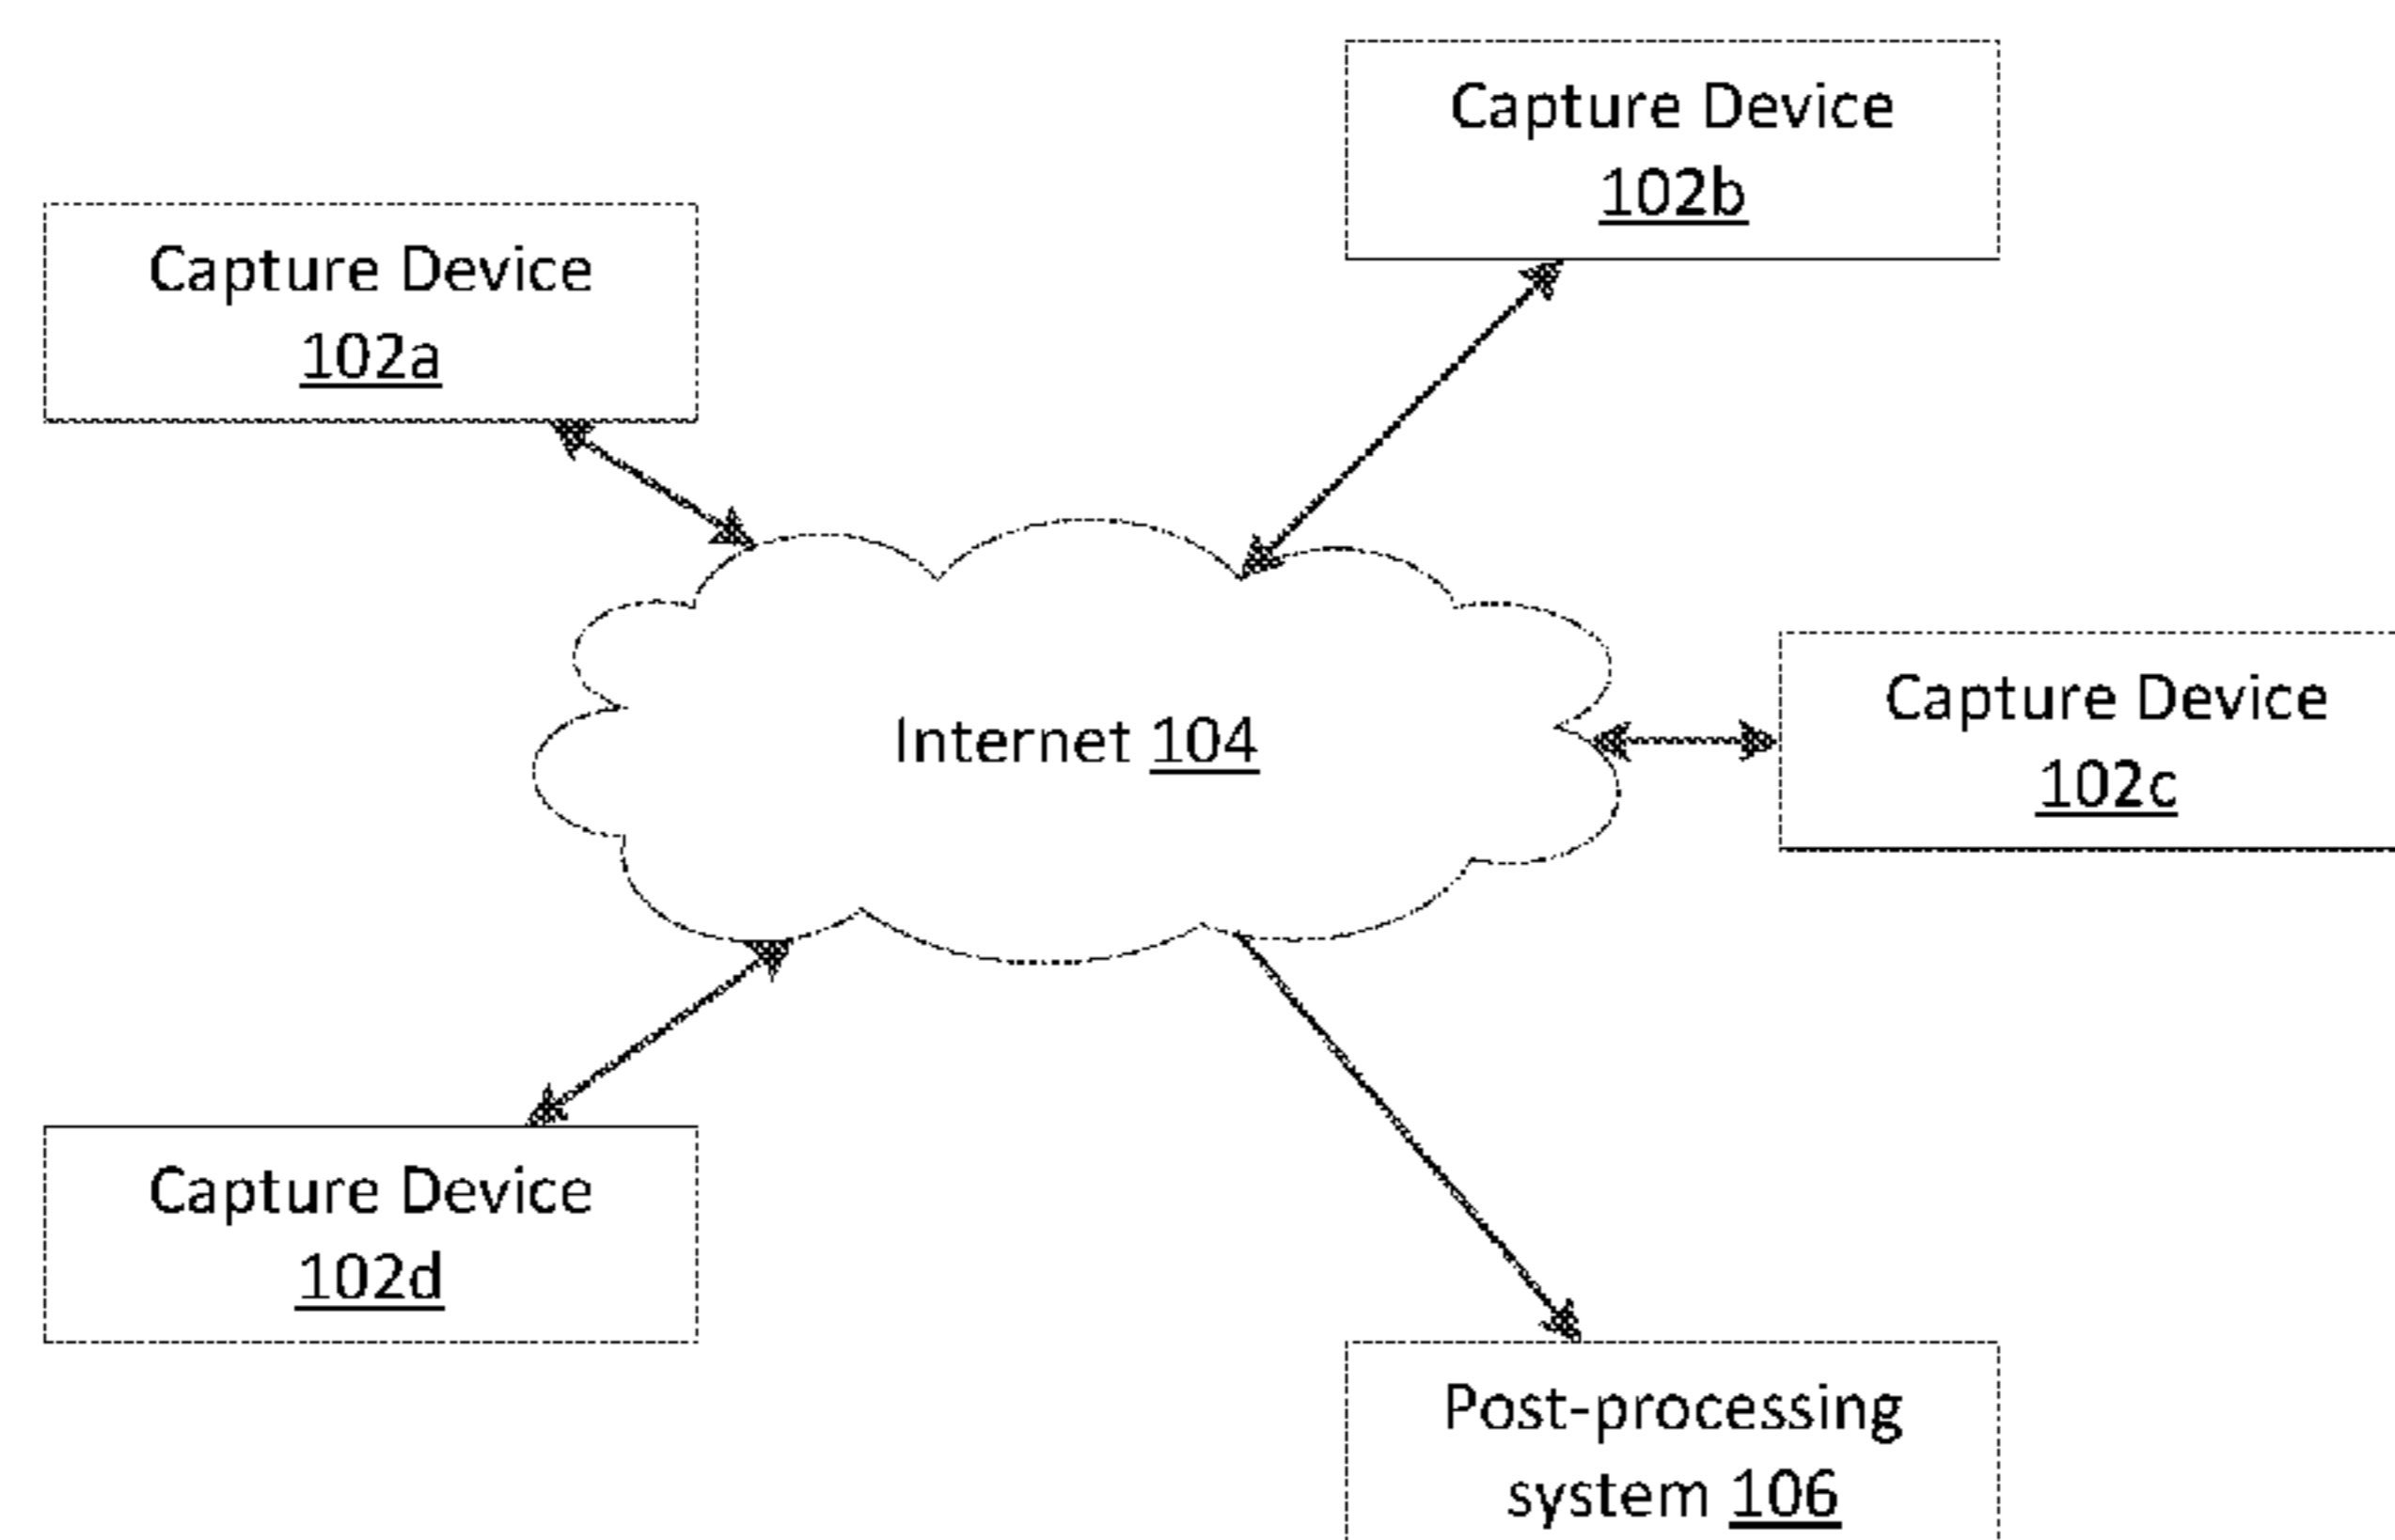 Capture Device
102b
Capture Device
102a
Capture Device
102c
Internet 104
Capture Device
102d
Post-processing
system 106